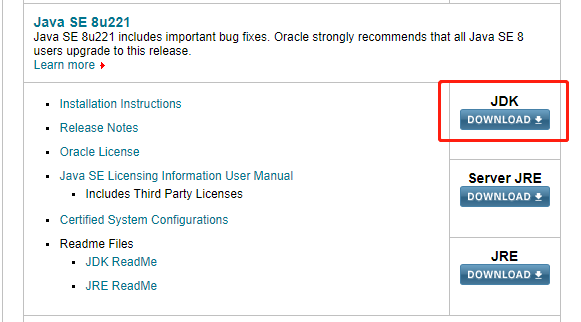 Java SE 8u221
Java SE 8u221 includes important bug fixes. Oracle strongly recommends that all Java SE 8
users upgrade to this release.
Learn more
Installation Instructions
Release Notes
Oracle License
Java SE Licensing Information User Manual
Includes Third Party Licenses
Certified System Configurations
Readme Files
JDK ReadMe
JRE ReadMe
JDK
DOWNLOAD
Server JRE
DOWNLOAD
JRE
DOWNLOAD